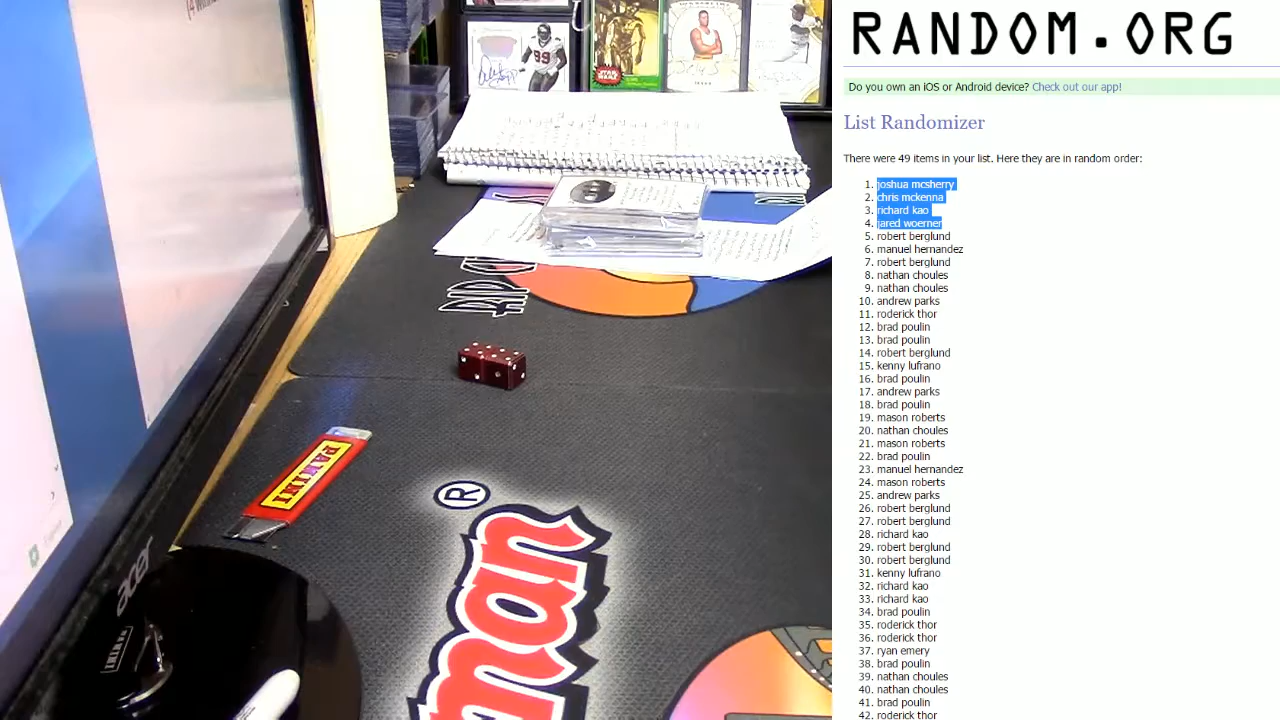 RANDOM.ORG
Do you own an iOS or Android device? Check out our app!
List Randomizer
There were 49 items in your list. Here they are in random order:
1. joshua mcsherry
2. chris mckenna
3. richard kao
4. jared woerner
5. robert berglund
6. manuel hernandez
7. robert berglund
8. nathan choules
9. nathan choules
10. andrew parks
11. roderick thor
12. brad poulin
13. brad poulin
14. robert berglund
15. kenny lufrano
16. brad poulin
17. andrew parks
18. brad poulin
19. mason roberts
20. nathan choules
21. mason roberts
22. brad poulin
23. manuel hernandez
24. mason roberts
25. andrew parks
26. robert berglund
27. robert berglund
28. richard kao
29. robert berglund
30. robert berglund
31. kenny lufrano
32. richard kao
33. richard kao
34. brad poulin
35. roderick thor
36. roderick thor
37. ryan emery
38. brad poulin
39. nathan choules
40. nathan choules
41. brad poulin
42. roderick thor
99
STAR WARS
RIP
PANINI
®
man
acer
PANINI